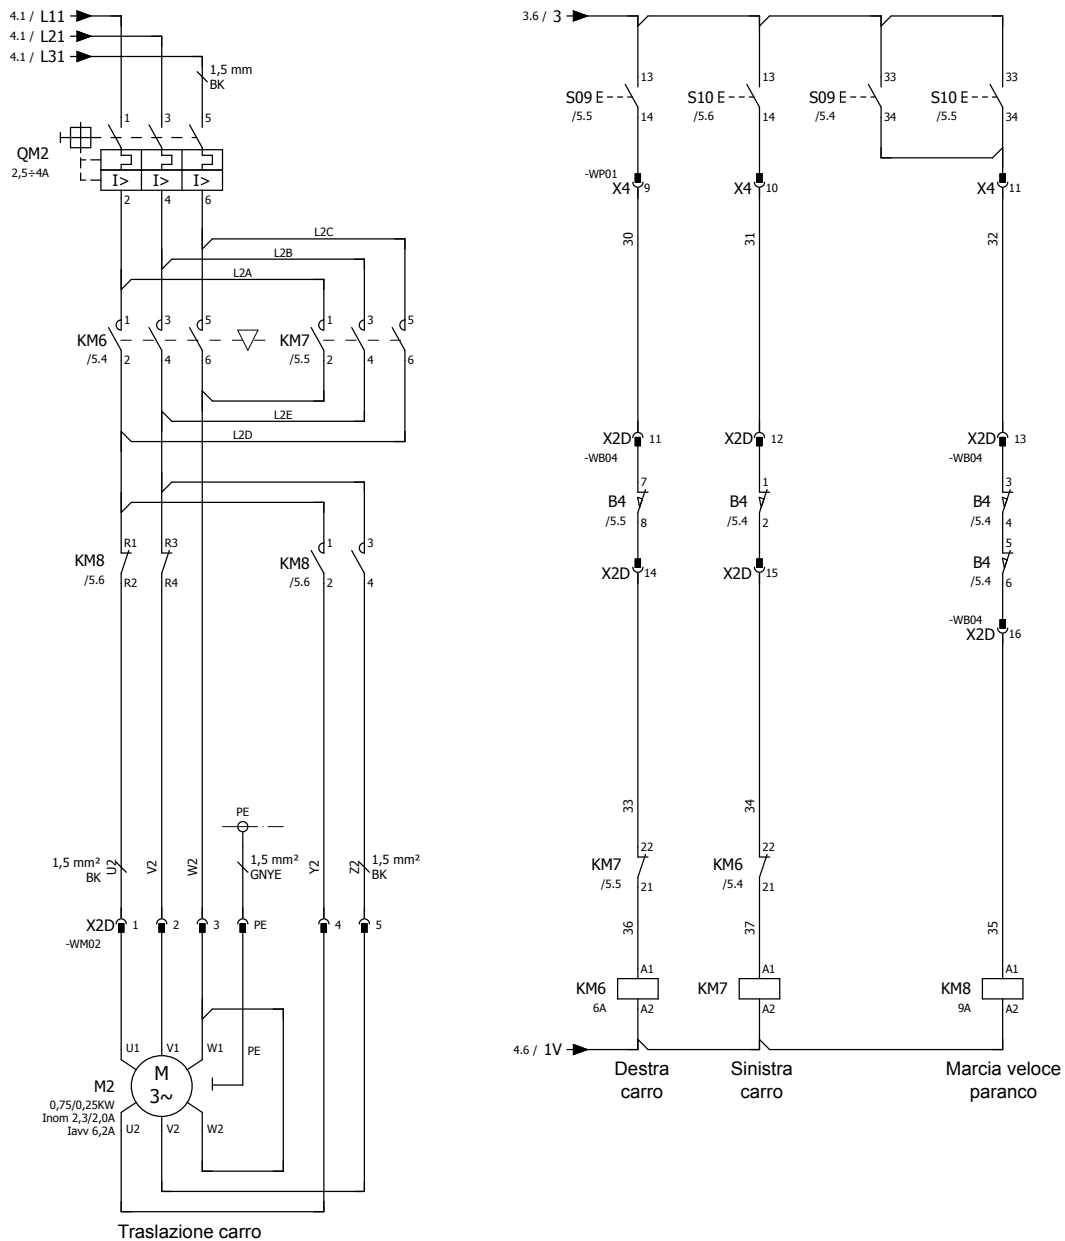 4.1 / L11
4.1 / L21
4.1 / L31
1,5 mm
BK
1 3 5
QM2
2,5÷4A
I> I> I>
2 4 6
L2C
L2B
L2A
1 3 5 1 3 5
KM6 KM7
/5.4 /5.5
2 4 6 2 4 6
L2E
L2D
R1 R3 1 3
KM8 KM8
/5.6 /5.6
R2 R4 2 4
PE
1,5 mm²
BK
U2 V2 W2
1,5 mm²
GNYE
Y2 Z2
1,5 mm²
BK
X2D 1 2 3 PE 4 5
-WM02
U1 V1 W1 PE
M
3~
M2
0,75/0,25KW
Inom 2,3/2,0A
Iavv 6,2A
U2 V2 W2
Traslazione carro
3.6 / 3
13 13 33 33
S09 E S10 E S09 E S10 E
/5.5 /5.6 /5.4 /5.5
14 14 34 34
-WP01
X4 9 X4 10 X4 11
30 31 32
X2D 11 X2D 12 X2D 13
-WB04 -WB04
7 1 3
B4 B4 B4
/5.5 /5.4 /5.4
8 2 4
5
B4
/5.4
6
X2D 14 X2D 15
-WB04
X2D 16
33 34
22 22
KM7 KM6
/5.5 /5.4
21 21
36 37 35
A1 A1 A1
KM6 KM7 KM8
6A 9A
A2 A2 A2
4.6 / 1V
Destra
carro
Sinistra
carro
Marcia veloce
paranco